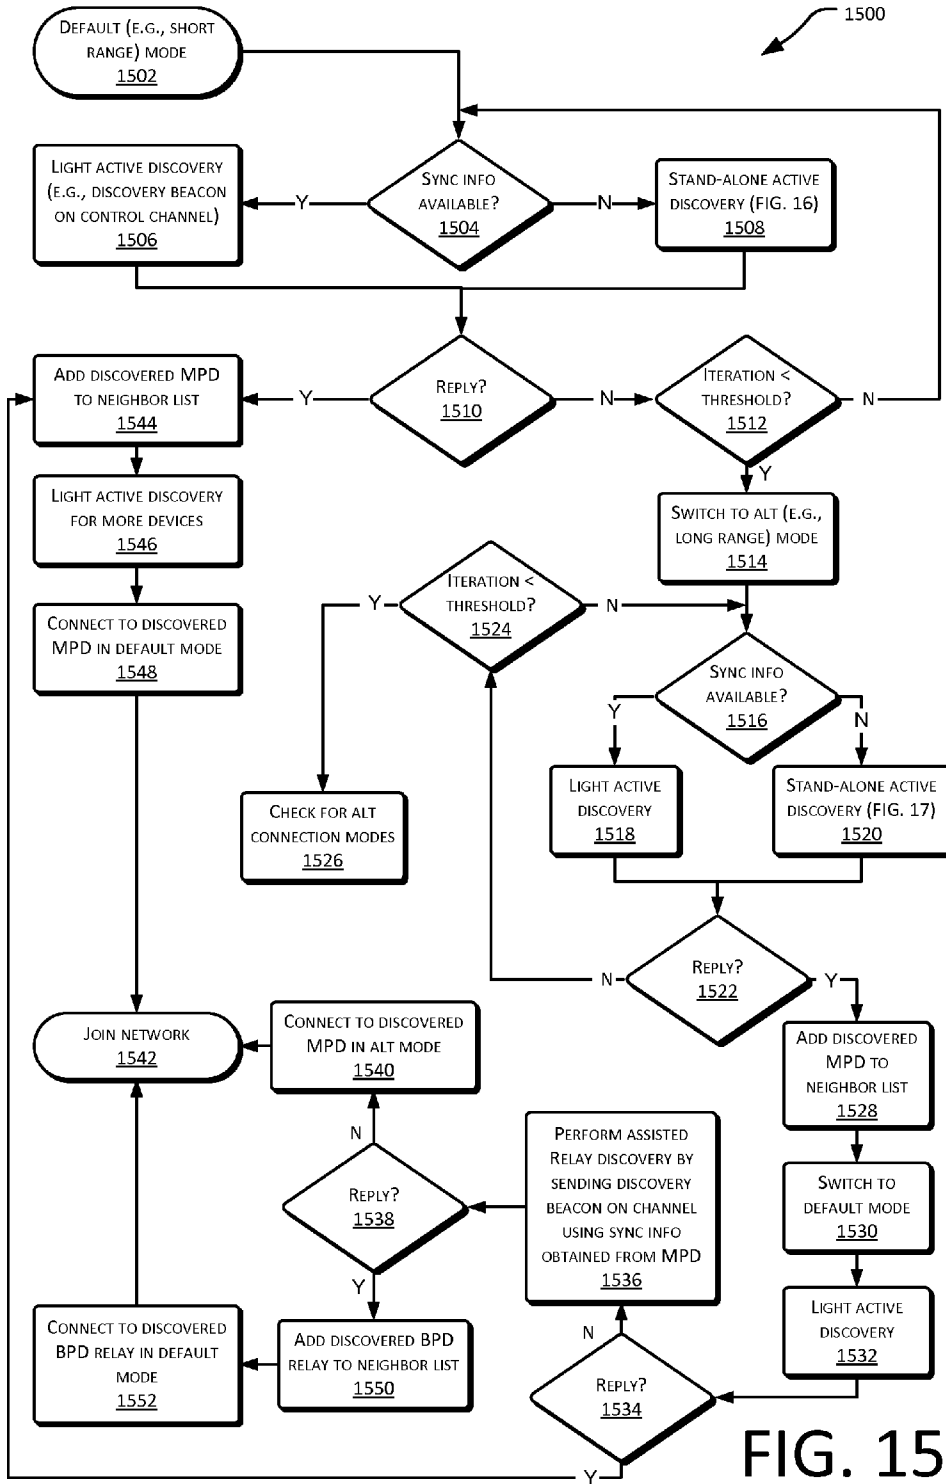 1500
DEFAULT (E.G., SHORT
RANGE) MODE
1502
LIGHT ACTIVE DISCOVERY
(E.G., DISCOVERY BEACON
ON CONTROL CHANNEL)
1506
Y
SYNC INFO
AVAILABLE?
1504
N
STAND-ALONE ACTIVE
DISCOVERY (FIG. 16)
1508
ADD DISCOVERED MPD
TO NEIGHBOR LIST
1544
Y
REPLY?
1510
N
ITERATION <
THRESHOLD?
1512
N
Y
LIGHT ACTIVE DISCOVERY
FOR MORE DEVICES
1546
SWITCH TO ALT (E.G.,
LONG RANGE) MODE
1514
CONNECT TO DISCOVERED
MPD IN DEFAULT MODE
1548
Y
ITERATION <
THRESHOLD?
1524
N
SYNC INFO
AVAILABLE?
1516
Y
N
CHECK FOR ALT
CONNECTION MODES
1526
LIGHT ACTIVE
DISCOVERY
1518
STAND-ALONE ACTIVE
DISCOVERY (FIG. 17)
1520
N
REPLY?
1522
Y
JOIN NETWORK
1542
CONNECT TO DISCOVERED
MPD IN ALT MODE
1540
ADD DISCOVERED
MPD TO
NEIGHBOR LIST
1528
N
REPLY?
1538
Y
PERFORM ASSISTED
RELAY DISCOVERY BY
SENDING DISCOVERY
BEACON ON CHANNEL
USING SYNC INFO
OBTAINED FROM MPD
1536
SWITCH TO
DEFAULT MODE
1530
LIGHT ACTIVE
DISCOVERY
1532
CONNECT TO DISCOVERED
BPD RELAY IN DEFAULT
MODE
1552
ADD DISCOVERED BPD
RELAY TO NEIGHBOR LIST
1550
N
REPLY?
1534
Y
FIG. 15